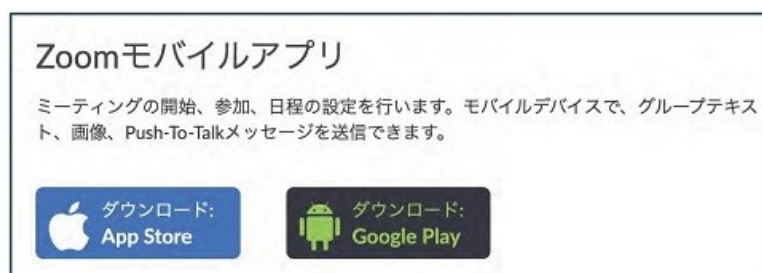 Zoomモバイルアプリ
ミーティングの開始、参加、日程の設定を行います。モバイルデバイスで、グループテキス
ト、画像、Push-To-Talkメッセージを送信できます。
ダウンロード:
App Store
ダウンロード:
Google Play